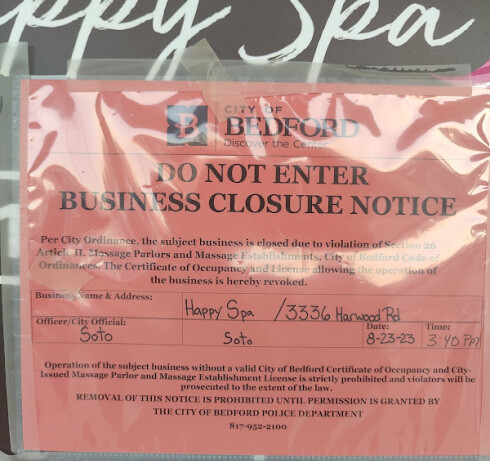 Happy Spa
CITY OF
B BEDFORD
Discover the Center
DO NOT ENTER
BUSINESS CLOSURE NOTICE
Per City Ordinance, the subject business is closed due to violation of Section 26
Article II. Massage Parlors and Massage Establishments, City of Bedford Code of
Ordinances. The Certificate of Occupancy and License allowing the operation of
the business is hereby revoked.
Business Name & Address: Happy Spa /3336 Harwood Rd
Officer/City Official: Date: Time:
Soto Soto 8-23-23 3:40 PM
Operation of the subject business without a valid City of Bedford Certificate of Occupancy and City-
Issued Massage Parlor and Massage Establishment License is strictly prohibited and violators will be
prosecuted to the extent of the law.
REMOVAL OF THIS NOTICE IS PROHIBITED UNTIL PERMISSION IS GRANTED BY
THE CITY OF BEDFORD POLICE DEPARTMENT
817-952-2100